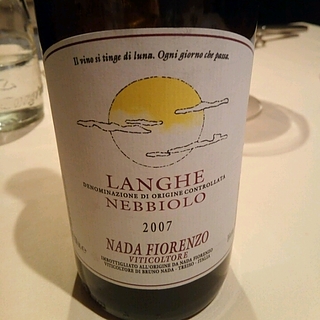 Il vino si tinge di luna. Ogni giorno che passa.
LANGHE
DENOMINAZIONE DI ORIGINE CONTROLLATA
NEBBIOLO
2007
NADA FIORENZO
VITICOLTORE
IMBOTTIGLIATO ALL'ORIGINE DA NADA FIORENZO
VITICOLTORE DI BRUNO NADA - TREISO - ITALIA